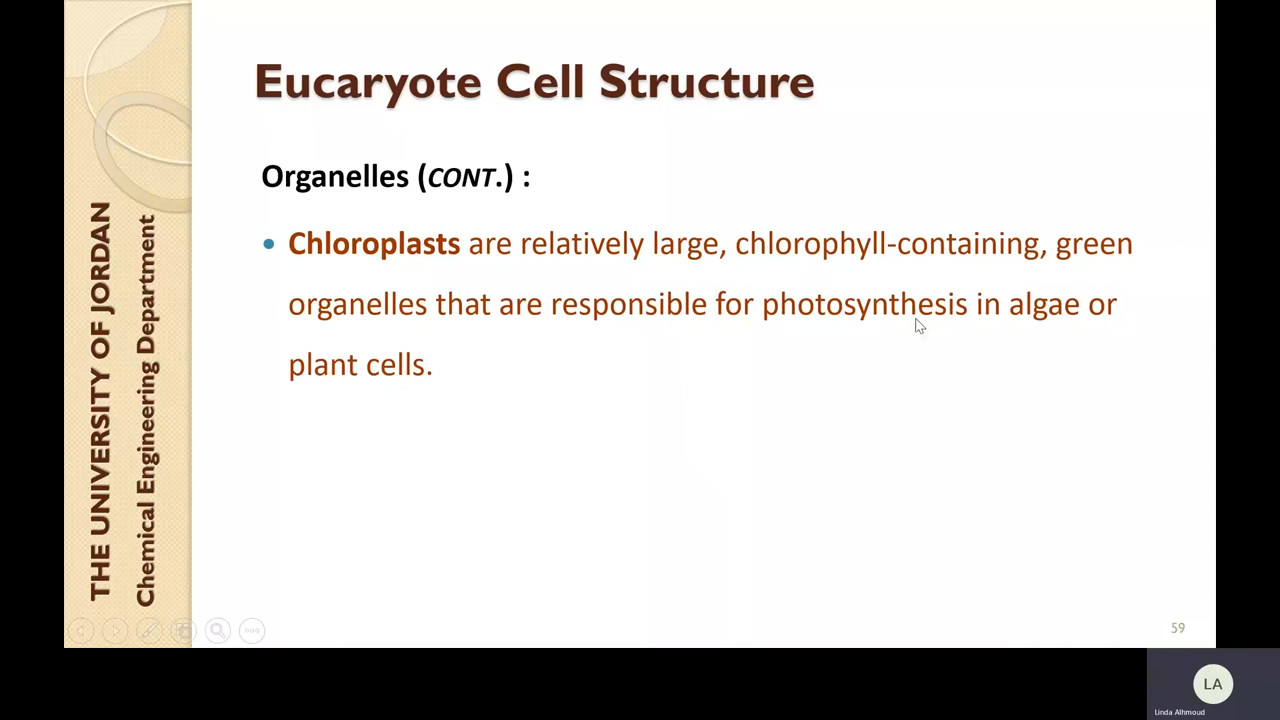 Eucaryote Cell Structure
Organelles (CONT.) :
• Chloroplasts are relatively large, chlorophyll-containing, green
organelles that are responsible for photosynthesis in algae or
plant cells.
THE UNIVERSITY OF JORDAN
Chemical Engineering Department
59
LA
Linda Alhmoud